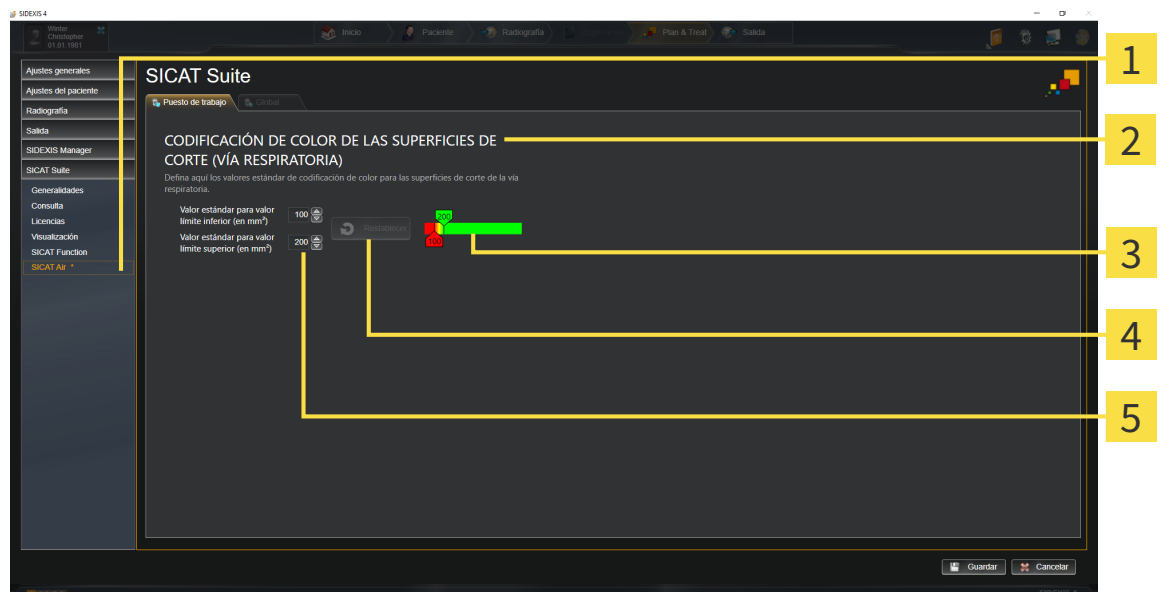 SIDEXIS 4
Winter
Christopher
01.01.1901
Inicio
Paciente
Radiografía
Plan & Treat
Salida
1
Ajustes generales
Ajustes del paciente
Radiografía
Salida
SIDEXIS Manager
SICAT Suite
Generalidades
Consulta
Licencias
Visualización
SICAT Function
SICAT Air *
SICAT Suite
Puesto de trabajo
Global
CODIFICACIÓN DE COLOR DE LAS SUPERFICIES DE
CORTE (VÍA RESPIRATORIA)
2
Defina aquí los valores estándar de codificación de color para las superficies de corte de la vía
respiratoria.
Valor estándar para valor
límite inferior (en mm²)
100
Valor estándar para valor
límite superior (en mm²)
200
Restablecer
200
100
3
4
5
Guardar
Cancelar